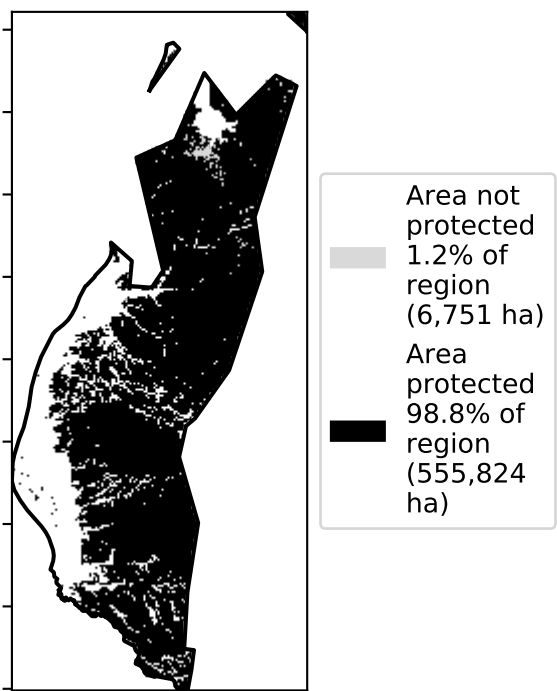 Area not
protected
1.2% of
region
(6,751 ha)
Area
protected
98.8% of
region
(555,824
ha)